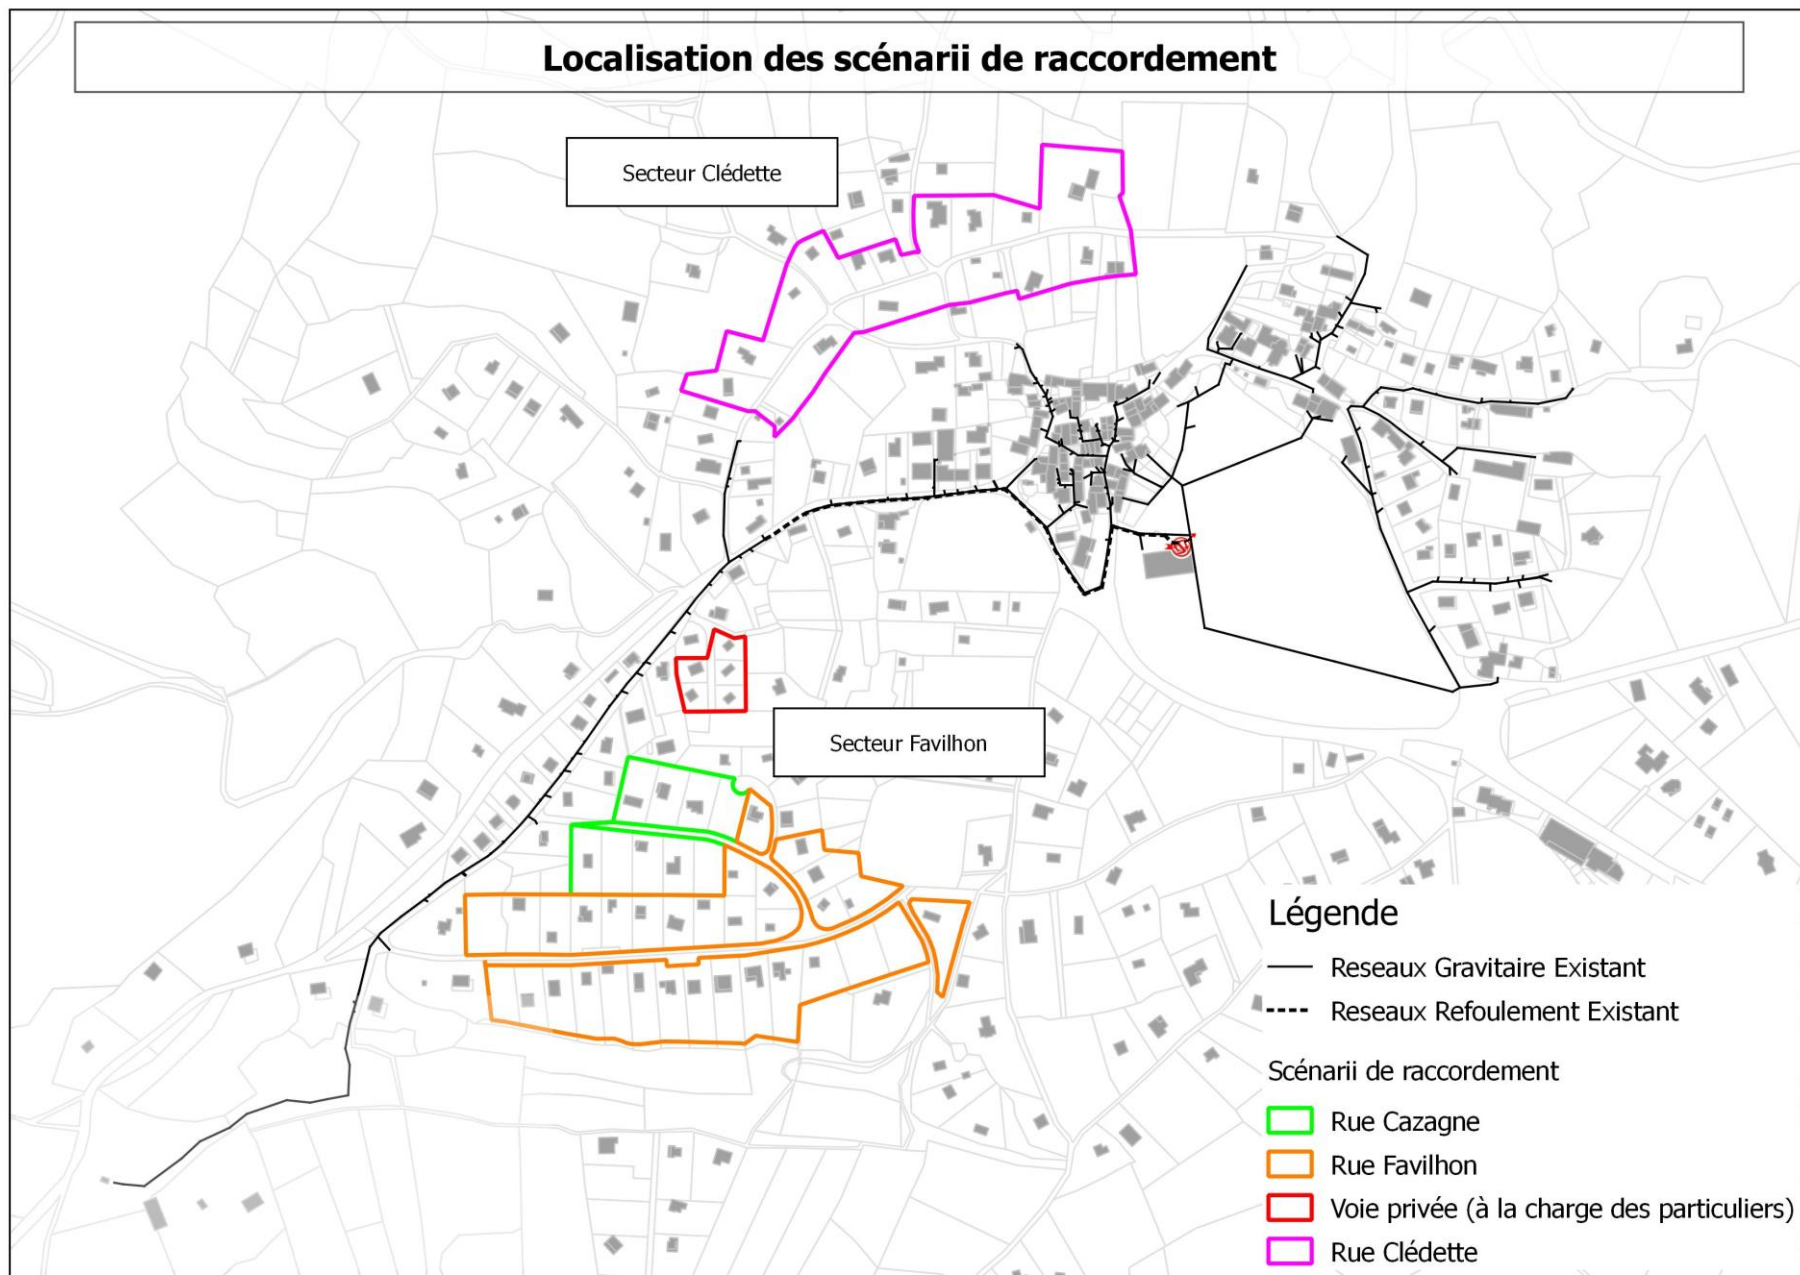 Localisation des scénarii de raccordement
Secteur Clédette
Secteur Favilhon
Légende
Reseaux Gravitaire Existant
Reseaux Refoulement Existant
Scénarii de raccordement
Rue Cazagne
Rue Favilhon
Voie privée (à la charge des particuliers)
Rue Clédette